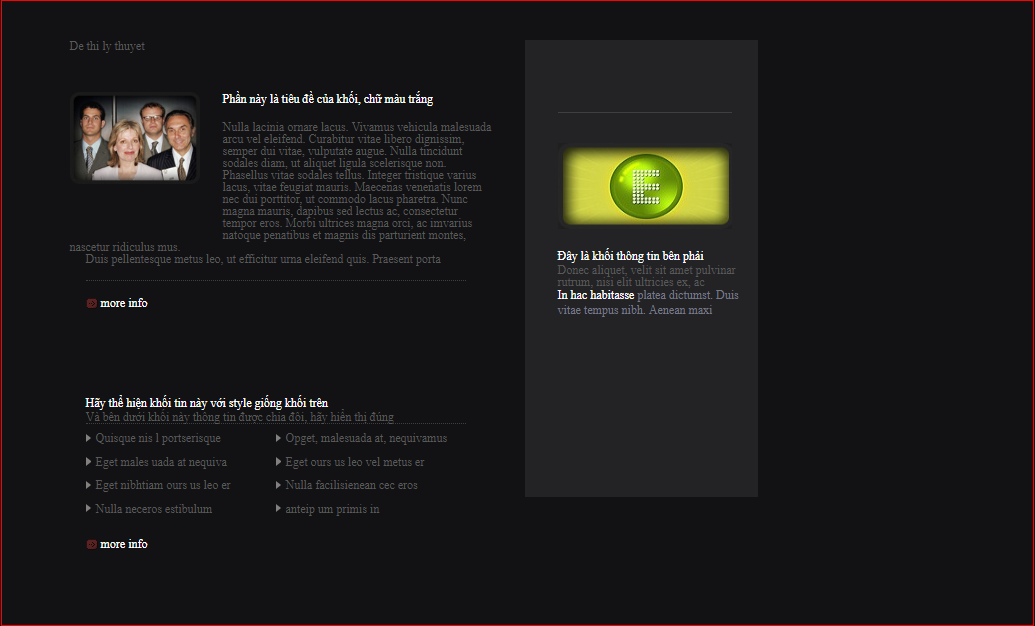 De thi ly thuyet
Phần này là tiêu đề của khối, chữ màu trắng
Nulla lacinia ornare lacus. Vivamus vehicula malesuada
arcu vel eleifend. Curabitur vitae libero dignissim,
semper dui vitae, vulputate augue. Nulla tincidunt
sodales diam, ut aliquet ligula scelerisque non.
Phasellus vitae sodales tellus. Integer tristique varius
lacus, vitae feugiat mauris. Maecenas venenatis lorem
nec dui porttitor, ut commodo lacus pharetra. Nunc
magna mauris, dapibus sed lectus ac, consectetur
tempor eros. Morbi ultrices magna orci, ac imvarius
natoque penatibus et magnis dis parturient montes,
nascetur ridiculus mus.
Duis pellentesque metus leo, ut efficitur urna eleifend quis. Praesent porta
more info
Hãy thể hiện khối tin này với style giống khối trên
Và bên dưới khối này thông tin được chia đôi, hãy hiển thị đúng
Quisque nis l portserisque
Eget males uada at nequiva
Eget nibhtiam ours us leo er
Nulla neceros estibulum
Opget, malesuada at, nequivamus
Eget ours us leo vel metus er
Nulla facilisienean cec eros
anteip um primis in
more info
E
Đây là khối thông tin bên phải
Donec aliquet, velit sit amet pulvinar
rutrum, nisi elit ultricies ex, ac
In hac habitasse platea dictumst. Duis
vitae tempus nibh. Aenean maxi